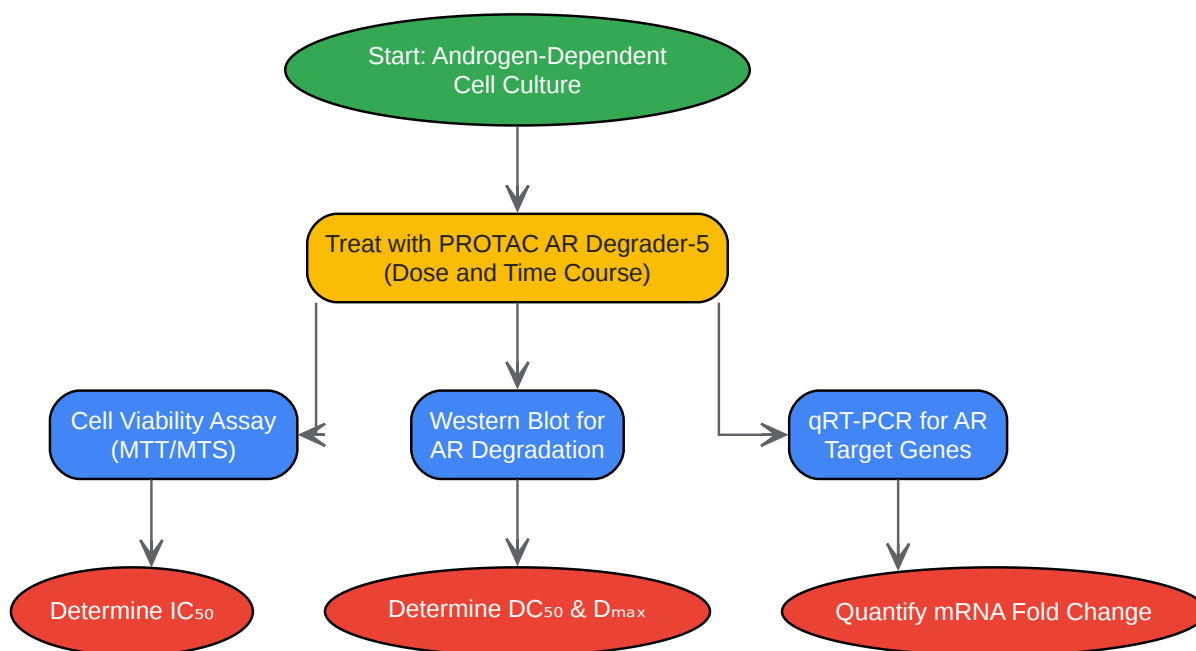 Start: Androgen-Dependent
Cell Culture
Treat with PROTAC AR Degrader-5
(Dose and Time Course)
Cell Viability Assay
(MTT/MTS)
Western Blot for
AR Degradation
qRT-PCR for AR
Target Genes
Determine IC₅₀
Determine DC₅₀ & Dₘₐₓ
Quantify mRNA Fold Change